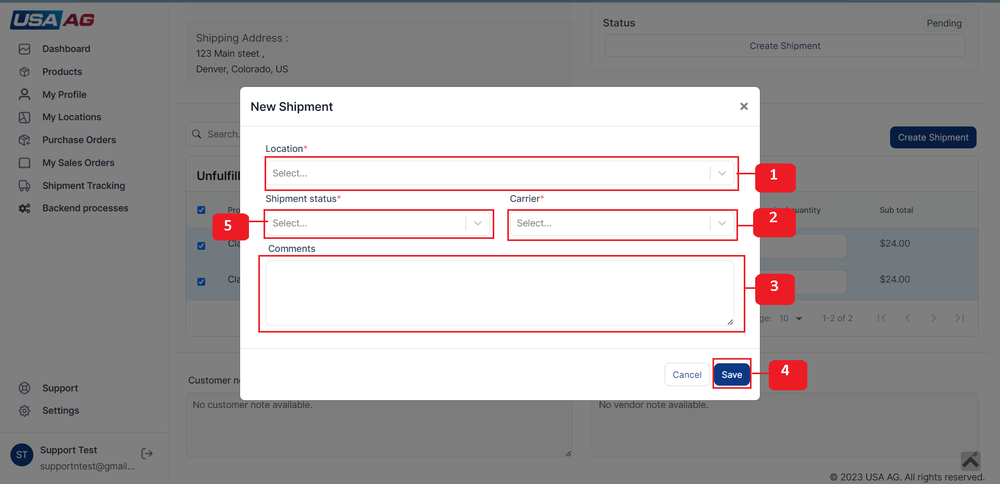 USA AG
Dashboard
Products
My Profile
My Locations
Purchase Orders
My Sales Orders
Shipment Tracking
Backend processes
Support
Settings
ST
Support Test
supportntest@gmail...
Shipping Address :
123 Main steet ,
Denver, Colorado, US
Status
Pending
Create Shipment
Search.
Create Shipment
Unfulfill
Pro
quantity
Sub total
Cla
$24.00
Cla
$24.00
ge: 10
1-2 of 2
New Shipment
×
Location*
Select...
1
Shipment status*
Carrier*
5
Select...
Select...
2
Comments
3
Cancel
Save
4
Customer n
No customer note available.
No vendor note available.
© 2023 USA AG. All rights reserved.